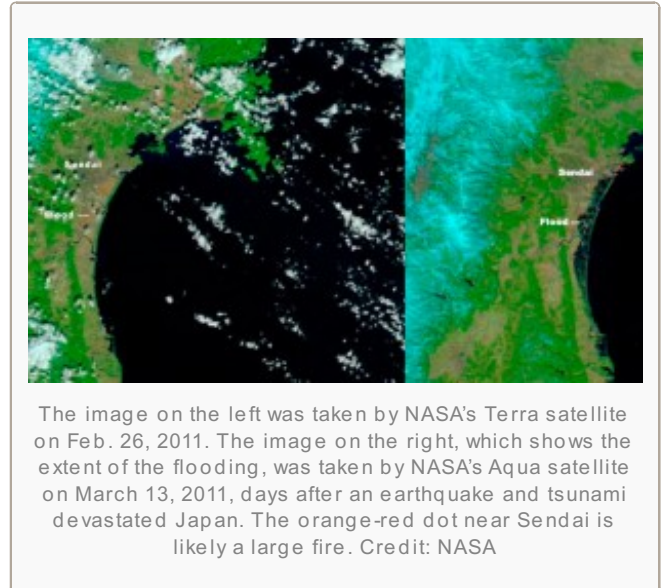 Sendai
Flood
Sendai
Flood
The image on the left was taken by NASA’s Terra satellite
on Feb. 26, 2011. The image on the right, which shows the
extent of the flooding, was taken by NASA’s Aqua satellite
on March 13, 2011, days after an earthquake and tsunami
devastated Japan. The orange-red dot near Sendai is
likely a large fire. Credit: NASA